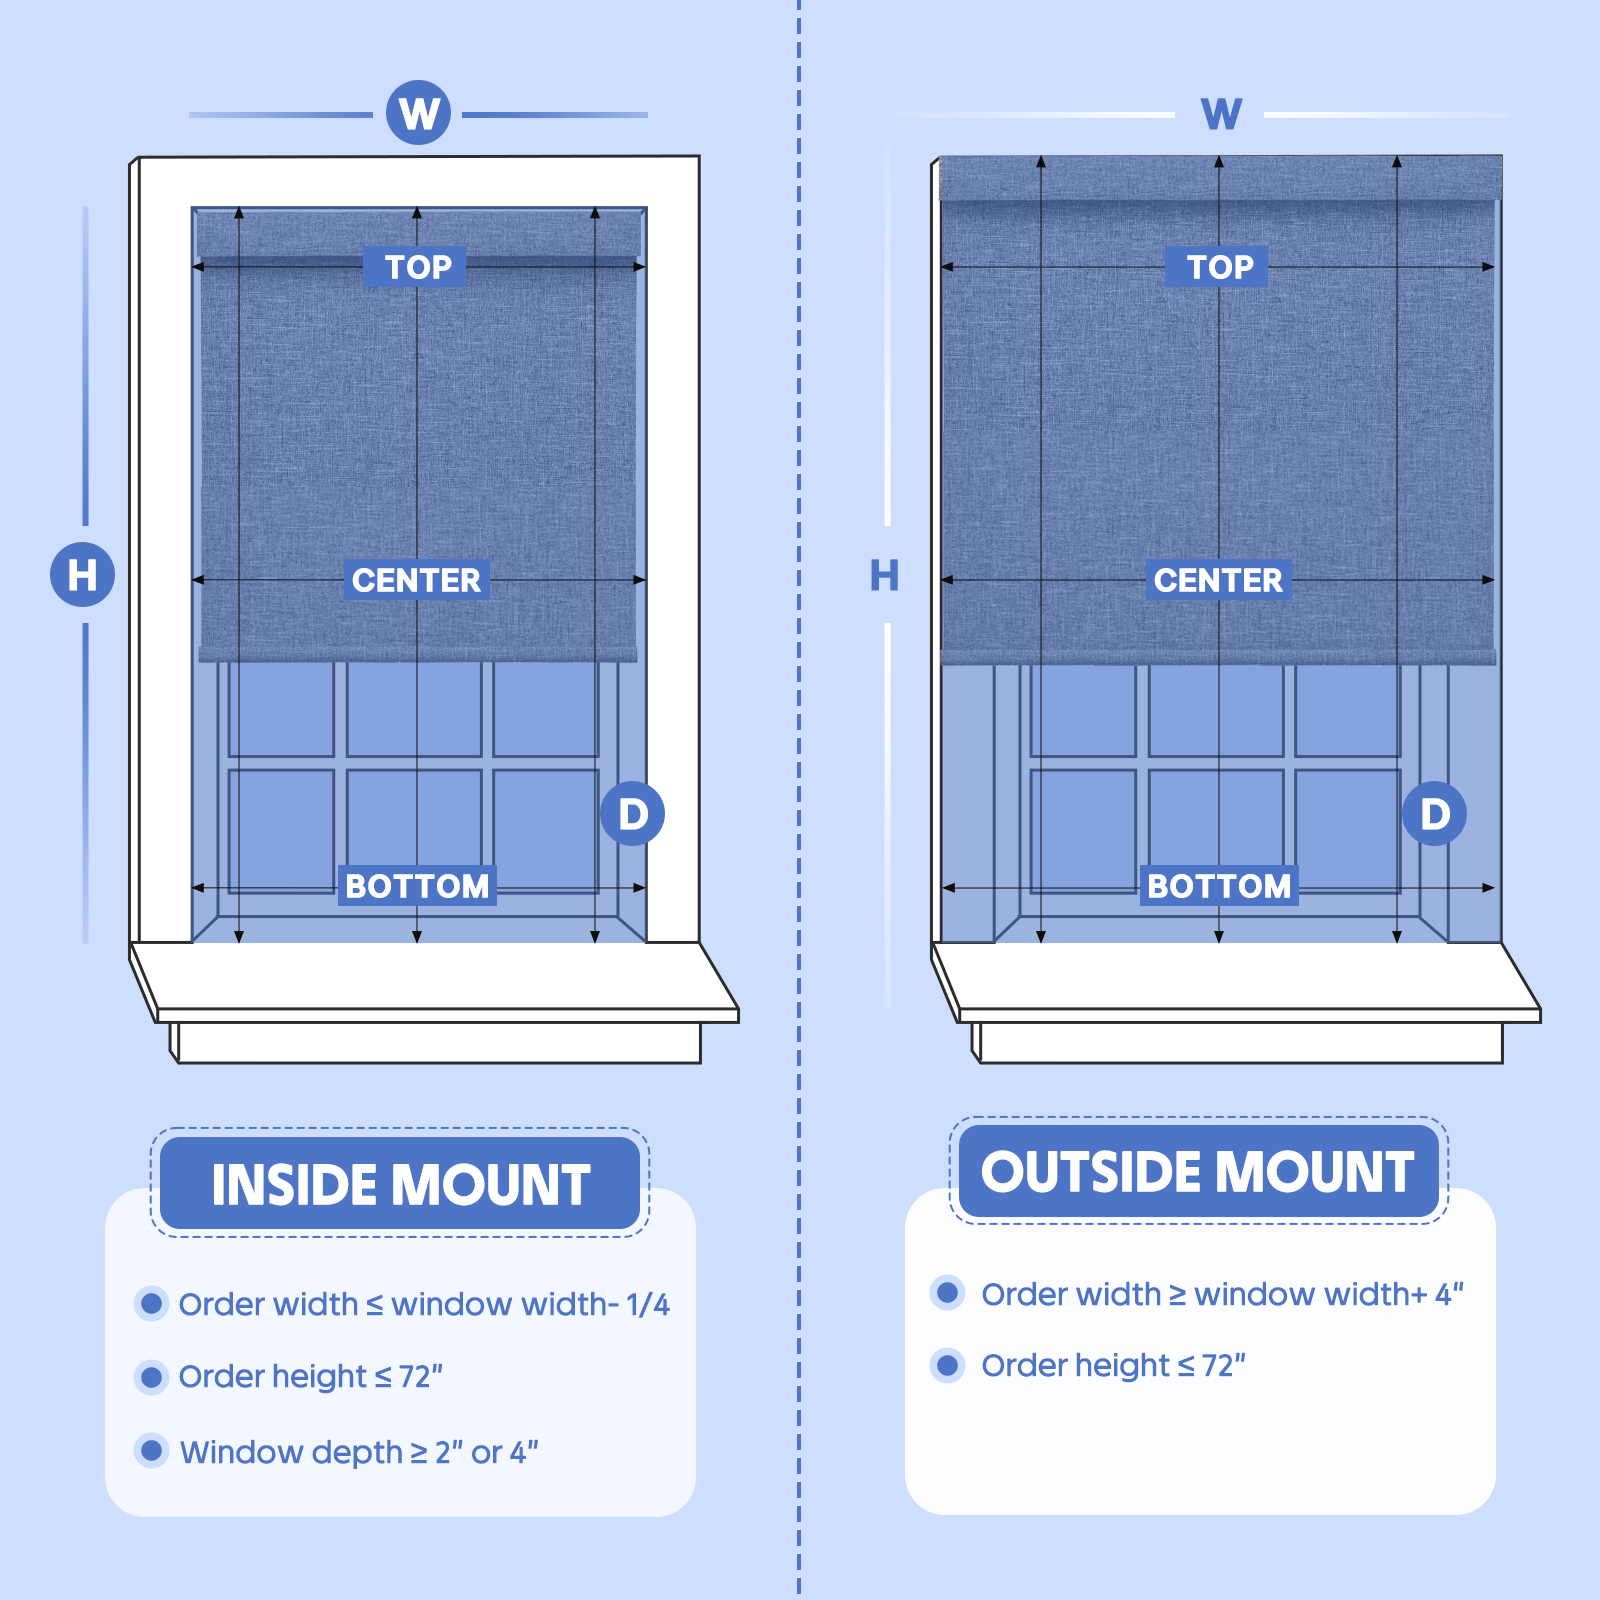 W
H
TOP
CENTER
D
BOTTOM
INSIDE MOUNT
Order width ≤ window width- 1/4
Order height ≤ 72"
Window depth ≥ 2" or 4"
W
H
TOP
CENTER
D
BOTTOM
OUTSIDE MOUNT
Order width ≥ window width+ 4"
Order height ≤ 72"